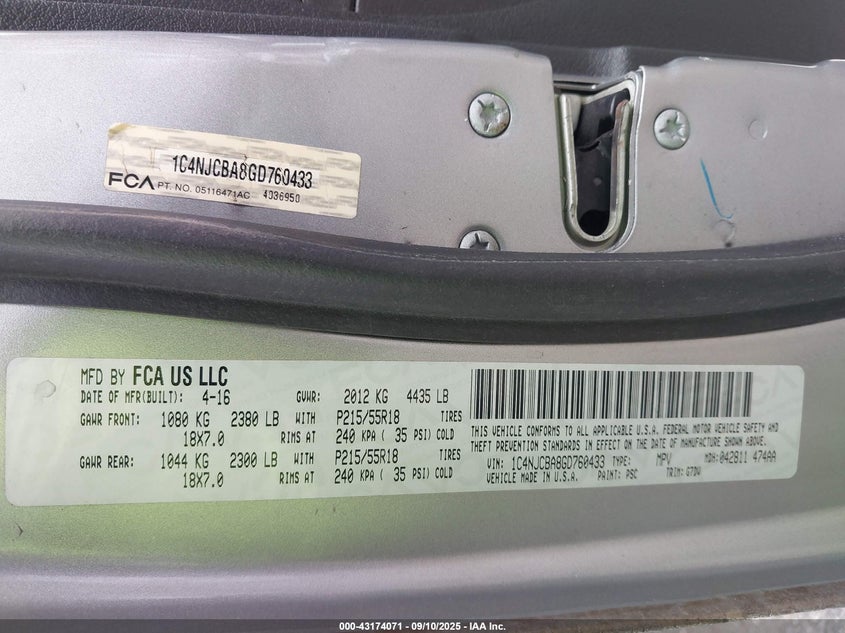 1C4NJCBA8GD760433
FCA PT. NO. 05116471AC 4036950
MFD BY FCA US LLC
DATE OF MFR(BUILT): 4-16 GVWR: 2012 KG 4435 LB
GAWR FRONT: 1080 KG 2380 LB WITH P215/55R18 TIRES
18X7.0 RIMS AT 240 KPA ( 35 PSI) COLD
GAWR REAR: 1044 KG 2300 LB WITH P215/55R18 TIRES
18X7.0 RIMS AT 240 KPA ( 35 PSI) COLD
THIS VEHICLE CONFORMS TO ALL APPLICABLE U.S.A. FEDERAL MOTOR VEHICLE SAFETY AND
THEFT PREVENTION STANDARDS IN EFFECT ON THE DATE OF MANUFACTURE SHOWN ABOVE.
VIN: 1C4NJCBA8GD760433 TYPE: MPV MDH: 042811 474AA
VEHICLE MADE IN U.S.A. PAINT: PSC TRIM: G7DV
000-43174071 - 09/10/2025 - IAA Inc.